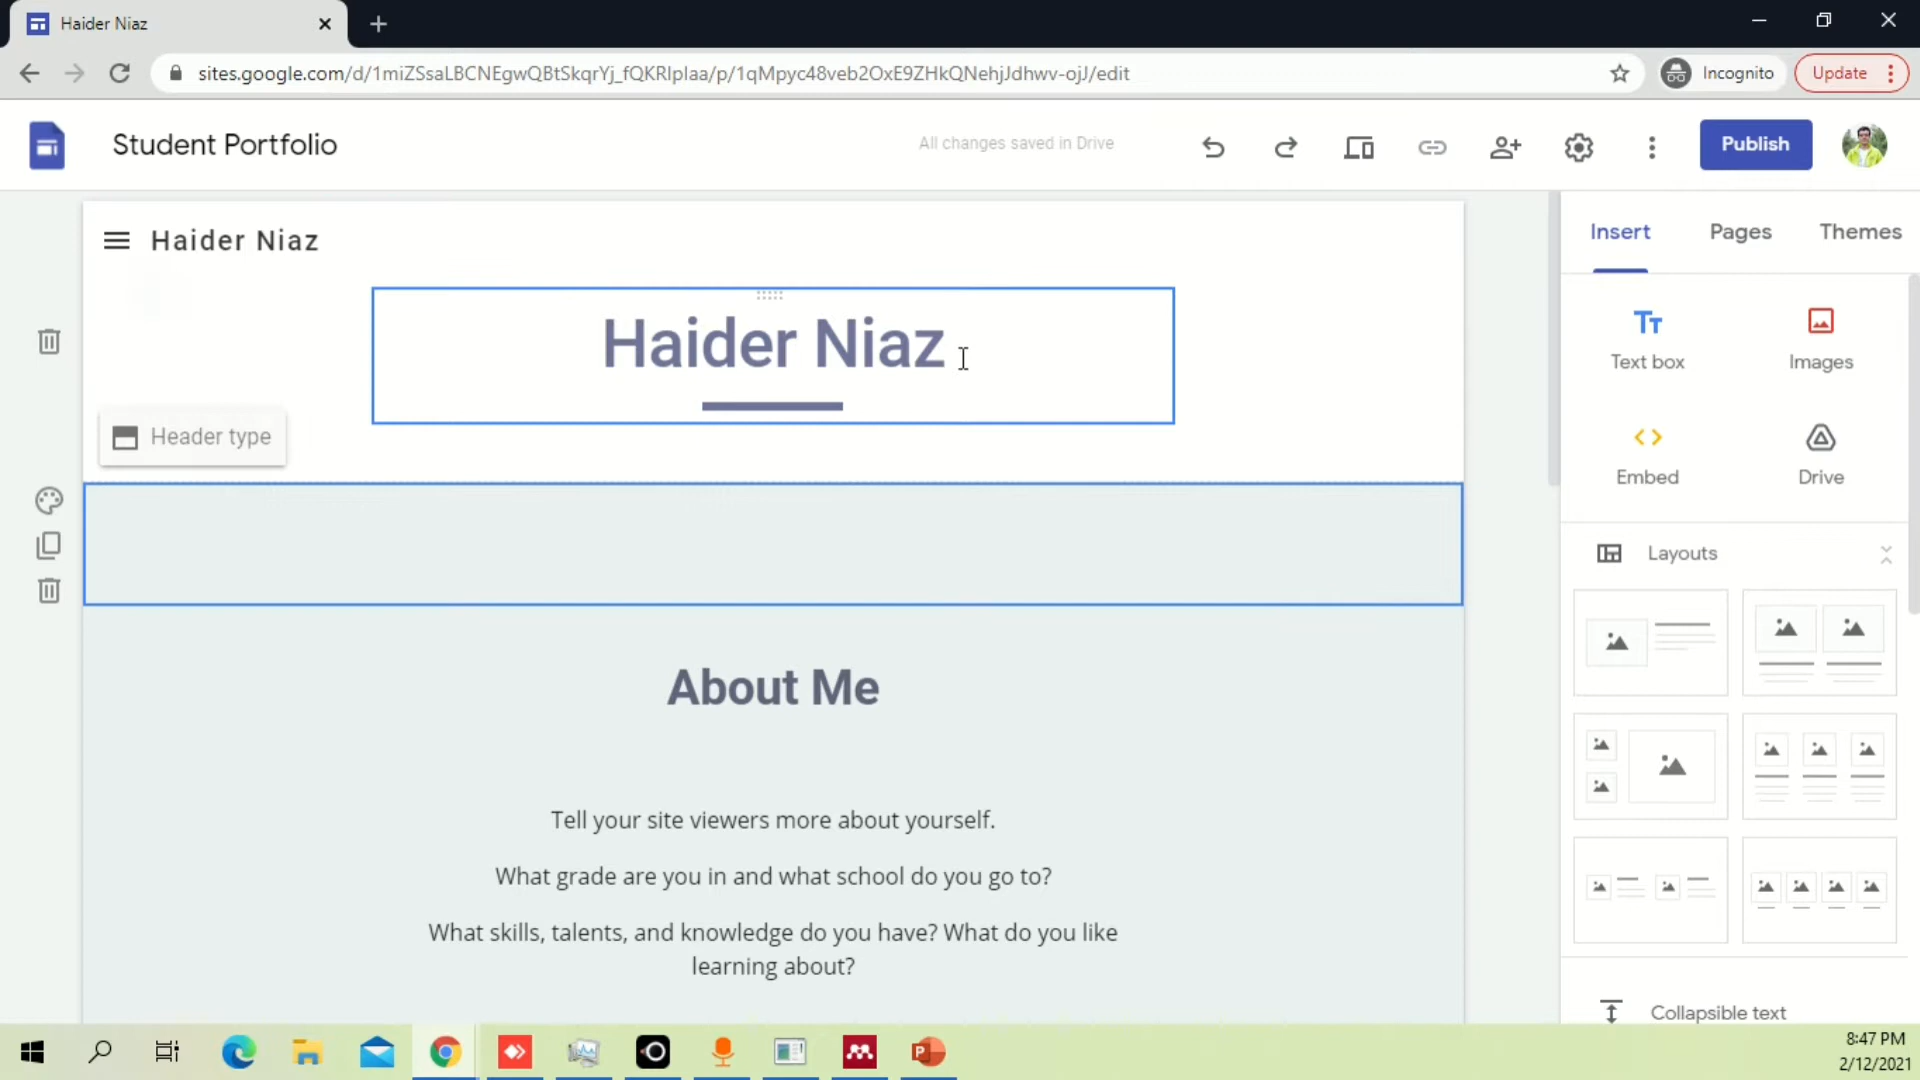 Haider Niaz
sites.google.com/d/1miZSsaLBCNEgwQBtSkqrYj_fQKRIplaa/p/1qMpyc48veb2OxE9ZHkQNehjJdhwv-ojJ/edit
Incognito
Update
Student Portfolio
All changes saved in Drive
Publish
Haider Niaz
Insert
Pages
Themes
Haider Niaz
Header type
Text box
Images
Embed
Drive
Layouts
About Me
Tell your site viewers more about yourself.
What grade are you in and what school do you go to?
What skills, talents, and knowledge do you have? What do you like
learning about?
Collapsible text
8:47 PM
2/12/2021